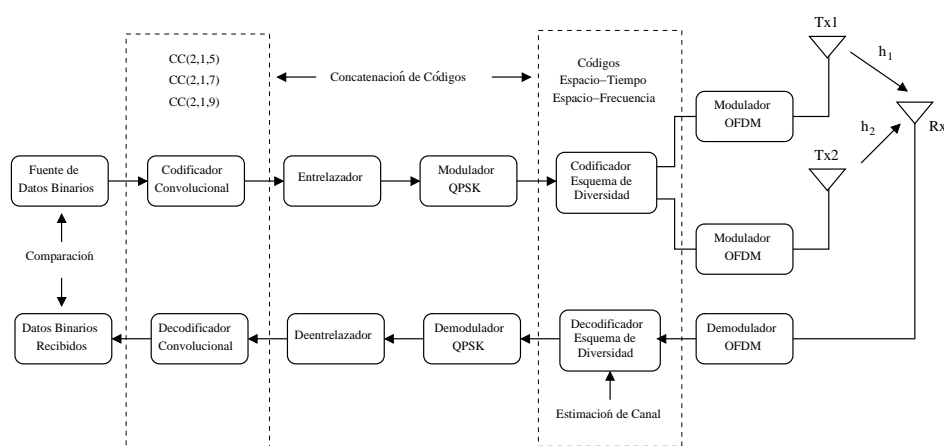 Tx1
CC(2,1,5)
CC(2,1,7)
CC(2,1,9)
Concatenación de Códigos
Códigos
Espacio−Tiempo
Espacio−Frecuencia
h1
Modulador
OFDM
h2
Rx
Tx2
Fuente de
Datos Binarios
Codificador
Convolucional
Entrelazador
Modulador
QPSK
Codificador
Esquema de
Diversidad
Modulador
OFDM
Comparación
Datos Binarios
Recibidos
Decodificador
Convolucional
Deentrelazador
Demodulador
QPSK
Decodificador
Esquema de
Diversidad
Demodulador
OFDM
Estimación de Canal